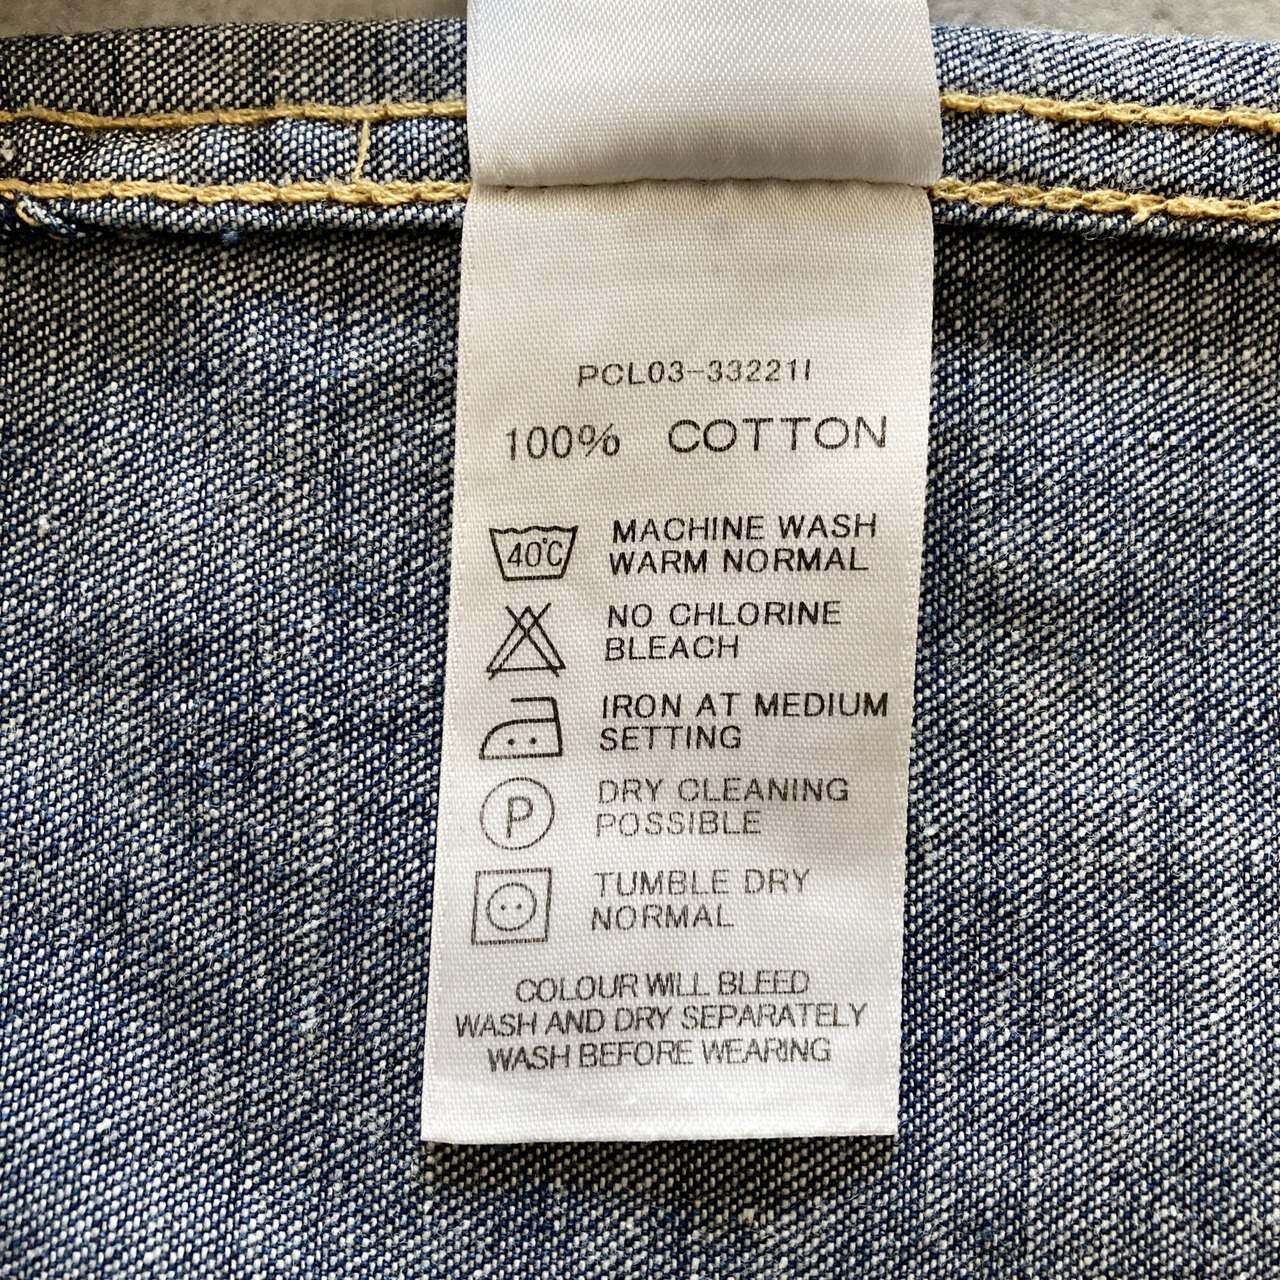 PCL03-33221I
100% COTTON
40°C MACHINE WASH
WARM NORMAL
NO CHLORINE
BLEACH
IRON AT MEDIUM
SETTING
P DRY CLEANING
POSSIBLE
TUMBLE DRY
NORMAL
COLOUR WILL BLEED
WASH AND DRY SEPARATELY
WASH BEFORE WEARING